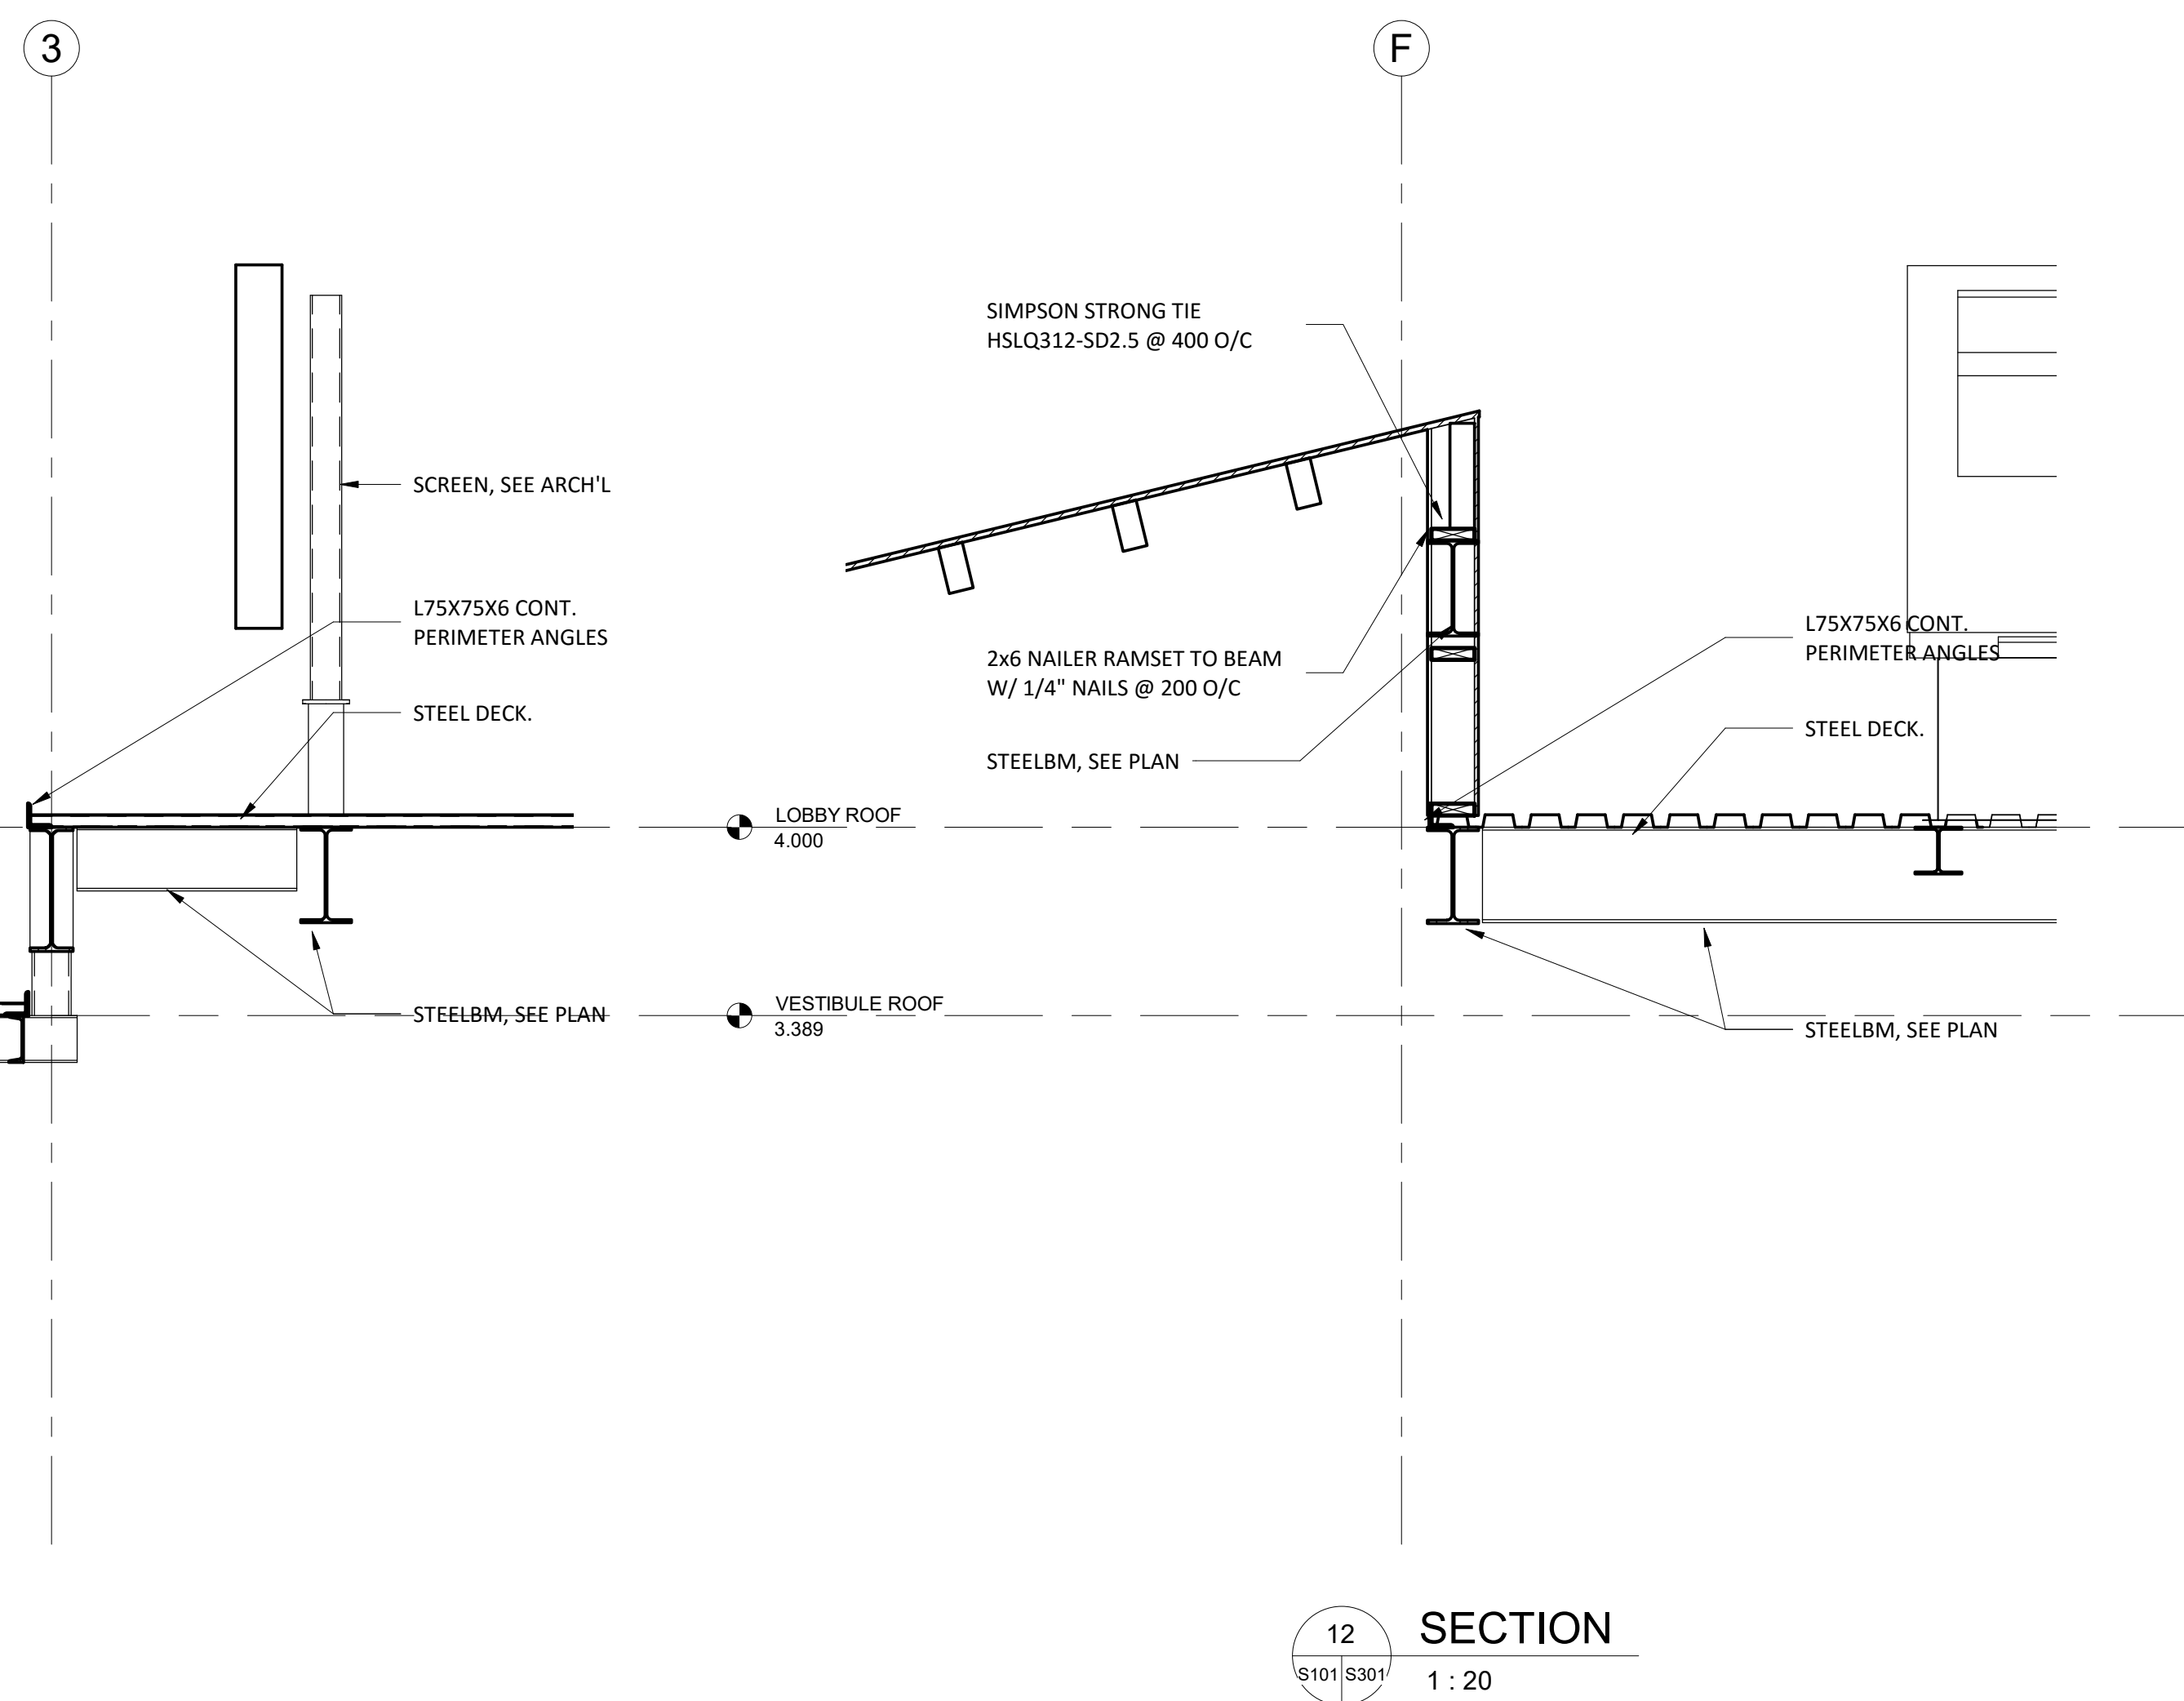 3
F
SIMPSON STRONG TIE
HSLQ312-SD2.5 @ 400 O/C
SCREEN, SEE ARCH'L
L75X75X6 CONT.
PERIMETER ANGLES
L75X75X6 CONT.
PERIMETER ANGLES
2x6 NAILER RAMSET TO BEAM
W/ 1/4" NAILS @ 200 O/C
STEEL DECK.
STEEL DECK.
STEELBM, SEE PLAN
LOBBY ROOF
4.000
VESTIBULE ROOF
3.389
STEELBM, SEE PLAN
STEELBM, SEE PLAN
12
SECTION
S101 S301
1 : 20